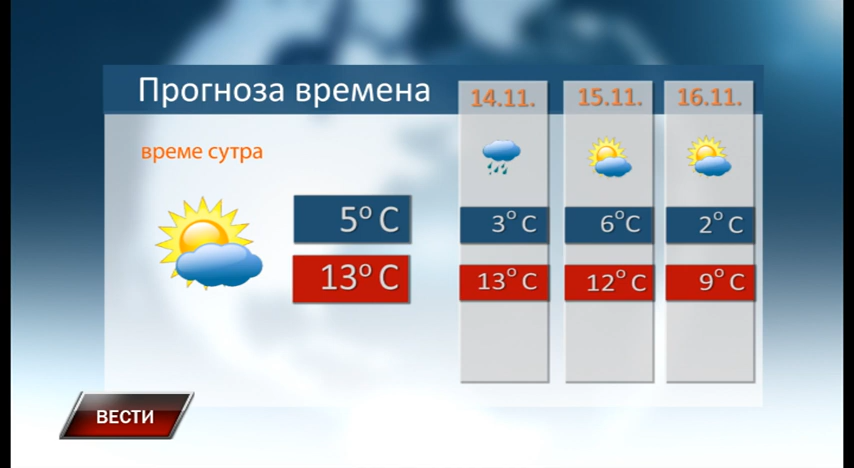 Прогноза времена
време сутра
5° C
13° C
14.11.
3° C
13° C
15.11.
6°C
12° C
16.11.
2° C
9° C
ВЕСТИ